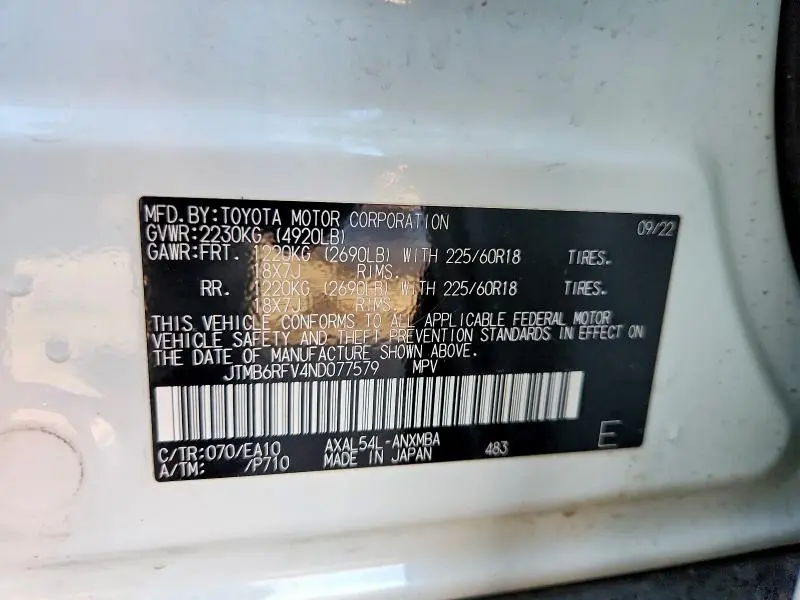 MFD.BY:TOYOTA MOTOR CORPORATION 09/22
GVWR:2230KG (4920LB)
GAWR:FRT. 1220KG (2690LB) WITH 225/60R18 TIRES.
18X7J RIMS.
RR. 1220KG (2690LB) WITH 225/60R18 TIRES.
18X7J RIMS.
THIS VEHICLE CONFORMS TO ALL APPLICABLE FEDERAL MOTOR
VEHICLE SAFETY AND THEFT PREVENTION STANDARDS IN EFFECT ON
THE DATE OF MANUFACTURE SHOWN ABOVE.
JTMB6RFV4ND077579 MPV
C/TR:070/EA10 AXAL54L-ANXMBA 483 E
A/TM: /P710 MADE IN JAPAN